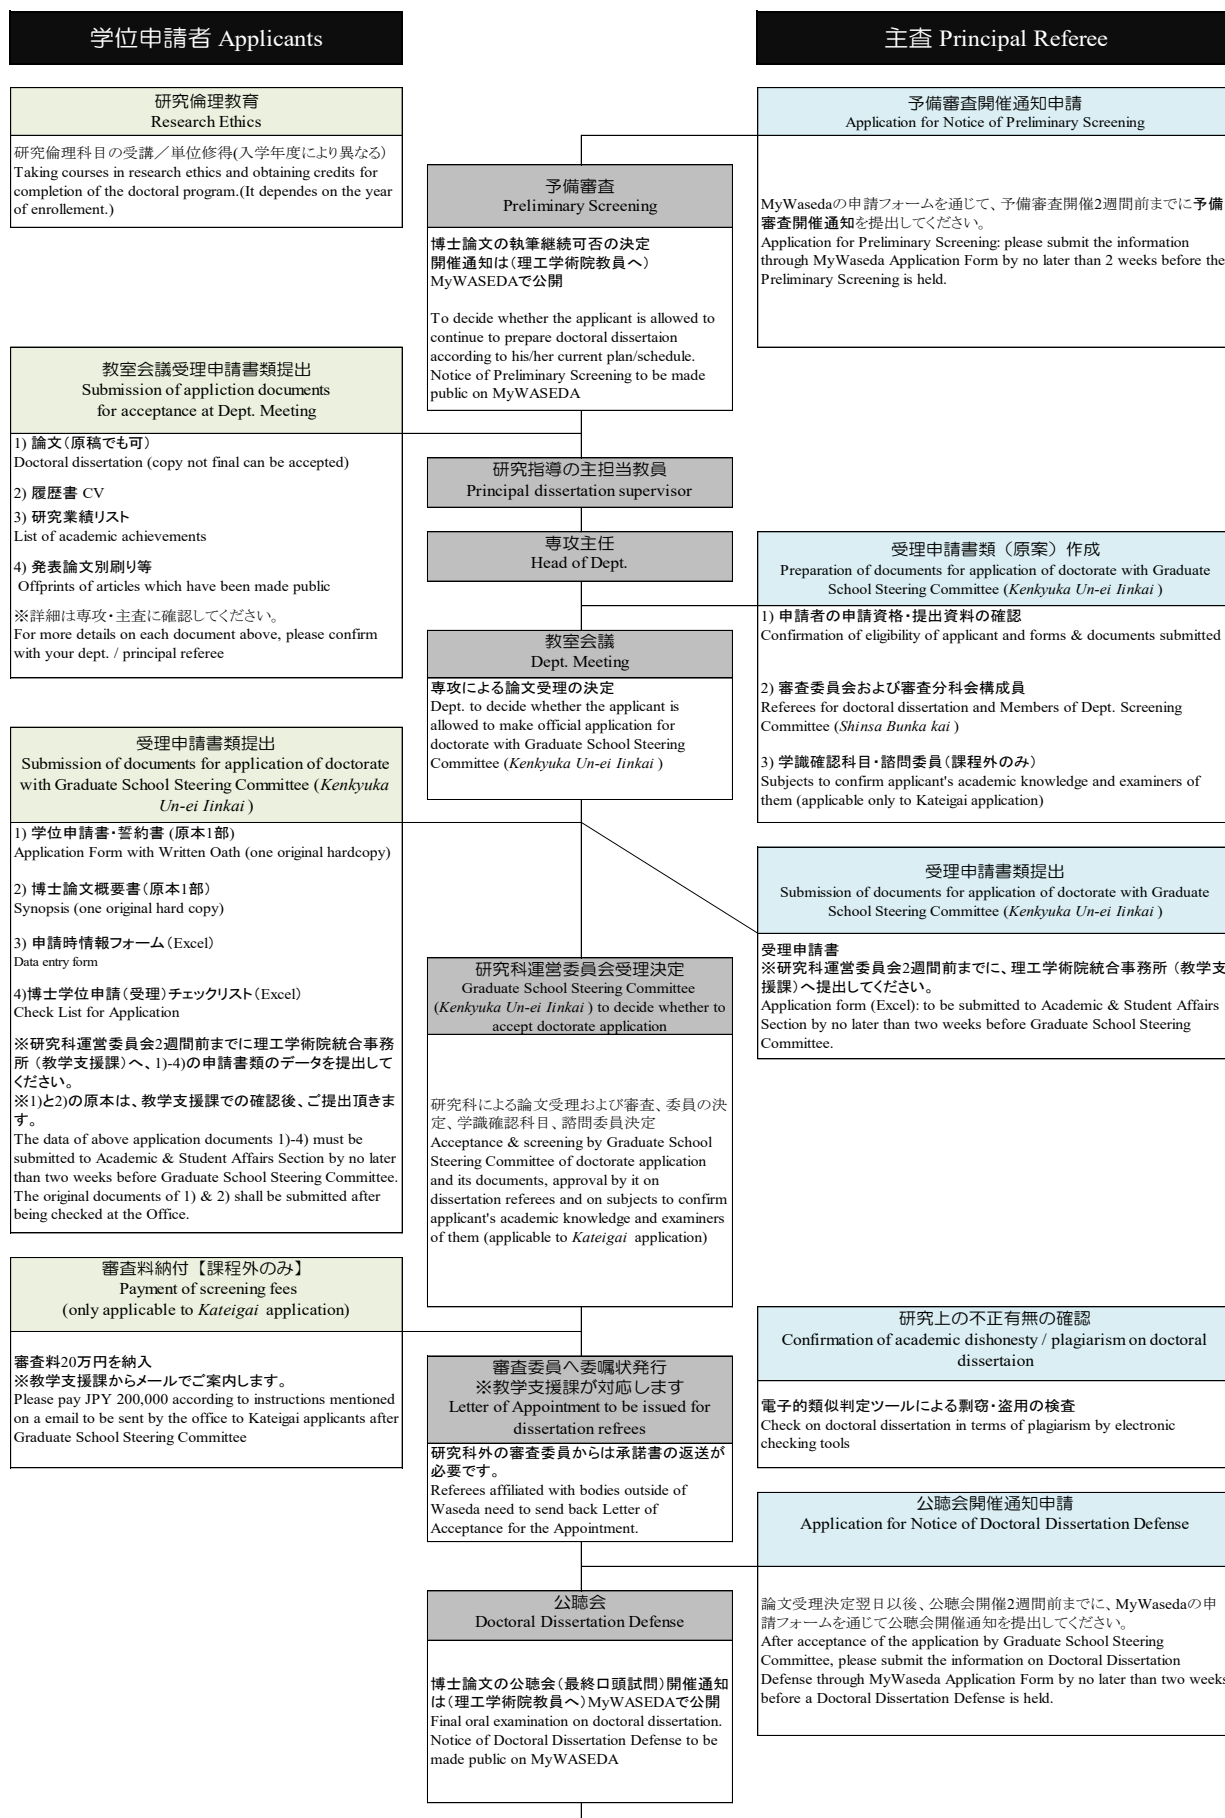 学位申請者 Applicants
主査 Principal Referee
研究倫理教育
Research Ethics
研究倫理科目の受講／単位修得(入学年度により異なる)
Taking courses in research ethics and obtaining credits for
completion of the doctoral program.(It dependes on the year
of enrollement.)
予備審査開催通知申請
Application for Notice of Preliminary Screening
MyWasedaの申請フォームを通じて、予備審査開催2週間前までに予備
審査開催通知を提出してください。
Application for Preliminary Screening: please submit the information
through MyWaseda Application Form by no later than 2 weeks before the
Preliminary Screening is held.
予備審査
Preliminary Screening
博士論文の執筆継続可否の決定
開催通知は（理工学術院教員へ）
MyWASEDAで公開
To decide whether the applicant is allowed to
continue to prepare doctoral dissertaion
according to his/her current plan/schedule.
Notice of Preliminary Screening to be made
public on MyWASEDA
教室会議受理申請書類提出
Submission of appliction documents
for acceptance at Dept. Meeting
1) 論文（原稿でも可）
Doctoral dissertation (copy not final can be accepted)
2) 履歴書 CV
3) 研究業績リスト
List of academic achievements
4) 発表論文別刷り等
Offprints of articles which have been made public
※詳細は専攻・主査に確認してください。
For more details on each document above, please confirm
with your dept. / principal referee
研究指導の主担当教員
Principal dissertation supervisor
専攻主任
Head of Dept.
受理申請書類（原案）作成
Preparation of documents for application of doctorate with Graduate
School Steering Committee (Kenkyuka Un-ei Iinkai )
1) 申請者の申請資格・提出資料の確認
Confirmation of eligibility of applicant and forms & documents submitted
2) 審査委員会および審査分科会構成員
Referees for doctoral dissertation and Members of Dept. Screening
Committee (Shinsa Bunka kai )
3) 学識確認科目・諮問委員（課程外のみ）
Subjects to confirm applicant's academic knowledge and examiners of
them (applicable only to Kateigai application)
教室会議
Dept. Meeting
専攻による論文受理の決定
Dept. to decide whether the applicant is
allowed to make official application for
doctorate with Graduate School Steering
Committee (Kenkyuka Un-ei Iinkai )
受理申請書類提出
Submission of documents for application of doctorate
with Graduate School Steering Committee (Kenkyuka
Un-ei Iinkai )
1) 学位申請書・誓約書 (原本1部)
Application Form with Written Oath (one original hardcopy)
2) 博士論文概要書（原本1部）
Synopsis (one original hard copy)
3) 申請時情報フォーム（Excel）
Data entry form
4)博士学位申請（受理）チェックリスト（Excel）
Check List for Application
※研究科運営委員会2週間前までに理工学術院統合事務
所（教学支援課）へ、1)-4)の申請書類のデータを提出して
ください。
※1)と2)の原本は、教学支援課での確認後、ご提出頂きま
す。
The data of above application documents 1)-4) must be
submitted to Academic & Student Affairs Section by no later
than two weeks before Graduate School Steering Committee.
The original documents of 1) & 2) shall be submitted after
being checked at the Office.
受理申請書類提出
Submission of documents for application of doctorate with Graduate
School Steering Committee (Kenkyuka Un-ei Iinkai )
受理申請書
※研究科運営委員会2週間前までに、理工学術院統合事務所（教学支
援課）へ提出してください。
Application form (Excel): to be submitted to Academic & Student Affairs
Section by no later than two weeks before Graduate School Steering
Committee.
研究科運営委員会受理決定
Graduate School Steering Committee
(Kenkyuka Un-ei Iinkai ) to decide whether to
accept doctorate application
研究科による論文受理および審査、委員の決
定、学識確認科目、諮問委員決定
Acceptance & screening by Graduate School
Steering Committee of doctorate application
and its documents, approval by it on
dissertation referees and on subjects to confirm
applicant's academic knowledge and examiners
of them (applicable to Kateigai application)
審査料納付【課程外のみ】
Payment of screening fees
(only applicable to Kateigai application)
審査料20万円を納入
※教学支援課からメールでご案内します。
Please pay JPY 200,000 according to instructions mentioned
on a email to be sent by the office to Kateigai applicants after
Graduate School Steering Committee
研究上の不正有無の確認
Confirmation of academic dishonesty / plagiarism on doctoral
dissertaion
電子的類似判定ツールによる剽窃・盗用の検査
Check on doctoral dissertation in terms of plagiarism by electronic
checking tools
審査委員へ委嘱状発行
※教学支援課が対応します
Letter of Appointment to be issued for
dissertation refrees
研究科外の審査委員からは承諾書の返送が
必要です。
Referees affiliated with bodies outside of
Waseda need to send back Letter of
Acceptance for the Appointment.
公聴会開催通知申請
Application for Notice of Doctoral Dissertation Defense
論文受理決定翌日以後、公聴会開催2週間前までに、MyWasedaの申
請フォームを通じて公聴会開催通知を提出してください。
After acceptance of the application by Graduate School Steering
Committee, please submit the information on Doctoral Dissertation
Defense through MyWaseda Application Form by no later than two weeks
before a Doctoral Dissertation Defense is held.
公聴会
Doctoral Dissertation Defense
博士論文の公聴会（最終口頭試問）開催通知
は（理工学術院教員へ）MyWASEDAで公開
Final oral examination on doctoral dissertation.
Notice of Doctoral Dissertation Defense to be
made public on MyWASEDA